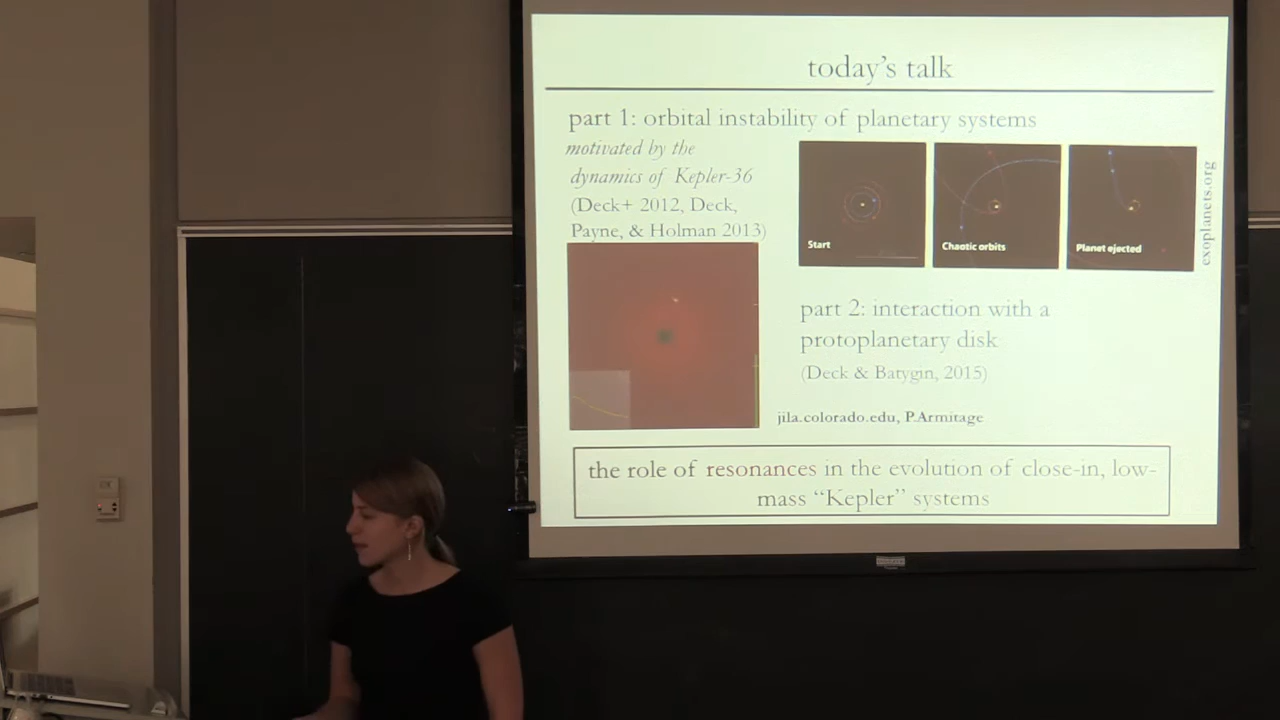 today's talk
part 1: orbital instability of planetary systems
motivated by the
dynamics of Kepler-36
(Deck+ 2012, Deck,
Payne, & Holman 2013)
Start
Chaotic orbits
Planet ejected
exoplanets.org
part 2: interaction with a
protoplanetary disk
(Deck & Batygin, 2015)
jila.colorado.edu, P.Armitage
the role of resonances in the evolution of close-in, low-
mass “Kepler” systems